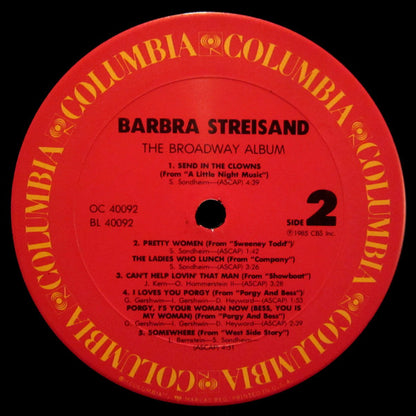 COLUMBIA COLUMBIA COLUMBIA COLUMBIA COLUMBIA COLUMBIA
BARBRA STREISAND
THE BROADWAY ALBUM
1. SEND IN THE CLOWNS
(From "A Little Night Music")
S. Sondheim—(ASCAP) 4:39
OC 40092
BL 40092
SIDE 2
℗1985 CBS Inc.
2. PRETTY WOMEN (From "Sweeney Todd")/
S. Sondheim—(ASCAP) 1:42
THE LADIES WHO LUNCH (From "Company")
S. Sondheim—(ASCAP) 3:26
3. CAN'T HELP LOVIN' THAT MAN (From "Showboat")
J. Kern—O. Hammerstein II—(ASCAP) 3:28
4. I LOVES YOU PORGY (From "Porgy And Bess")/
G. Gershwin—I. Gershwin—D. Heyward—(ASCAP) 1:53
PORGY, I'S YOUR WOMAN NOW (BESS, YOU IS
MY WOMAN) (From "Porgy and Bess")
G. Gershwin—I. Gershwin—D. Heyward—(ASCAP) 2:39
5. SOMEWHERE (From "West Side Story")
L. Bernstein—S. Sondheim—
(ASCAP) 4:51